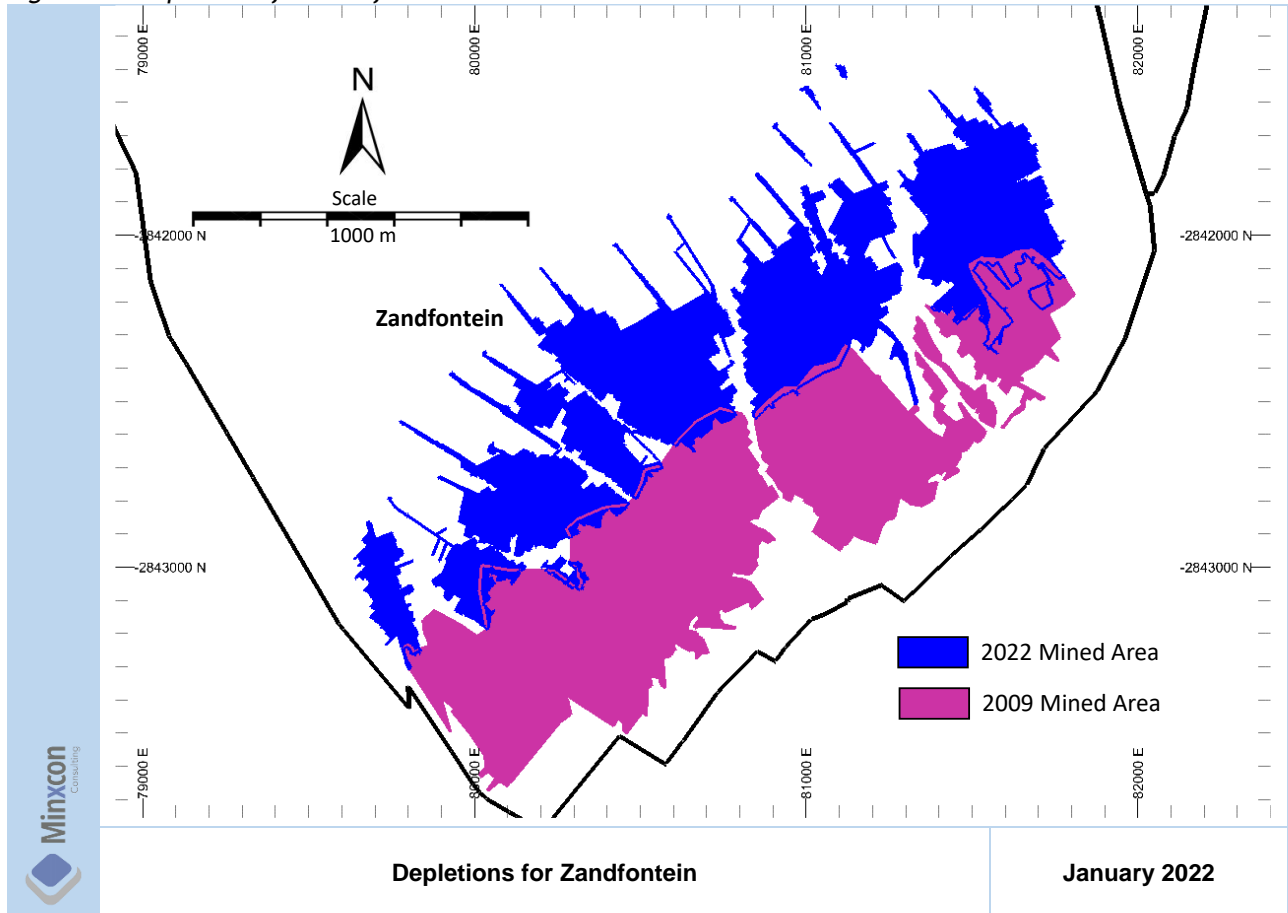 79000 E
80000 E
81000 E
82000 E
N
Scale
1000 m
-2842000 N
-2842000 N
Zandfontein
-2843000 N
-2843000 N
2022 Mined Area
2009 Mined Area
79000 E
80000 E
81000 E
82000 E
Minxcon
Consulting
Depletions for Zandfontein
January 2022